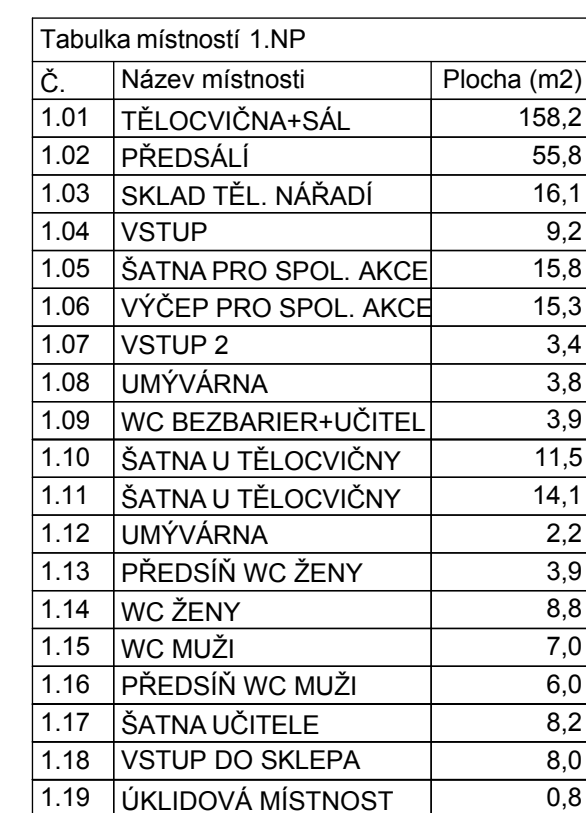 Tabulka místností 1.NP
Č. Název místnosti Plocha (m2)
1.01 TĚLOCVIČNA+SÁL 158,2
1.02 PŘEDSÁLÍ 55,8
1.03 SKLAD TĚL. NÁŘADÍ 16,1
1.04 VSTUP 9,2
1.05 ŠATNA PRO SPOL. AKCE 15,8
1.06 VÝČEP PRO SPOL. AKCE 15,3
1.07 VSTUP 2 3,4
1.08 UMÝVÁRNA 3,8
1.09 WC BEZBARIER+UČITEL 3,9
1.10 ŠATNA U TĚLOCVIČNY 11,5
1.11 ŠATNA U TĚLOCVIČNY 14,1
1.12 UMÝVÁRNA 2,2
1.13 PŘEDSÍŇ WC ŽENY 3,9
1.14 WC ŽENY 8,8
1.15 WC MUŽI 7,0
1.16 PŘEDSÍŇ WC MUŽI 6,0
1.17 ŠATNA UČITELE 8,2
1.18 VSTUP DO SKLEPA 8,0
1.19 ÚKLIDOVÁ MÍSTNOST 0,8